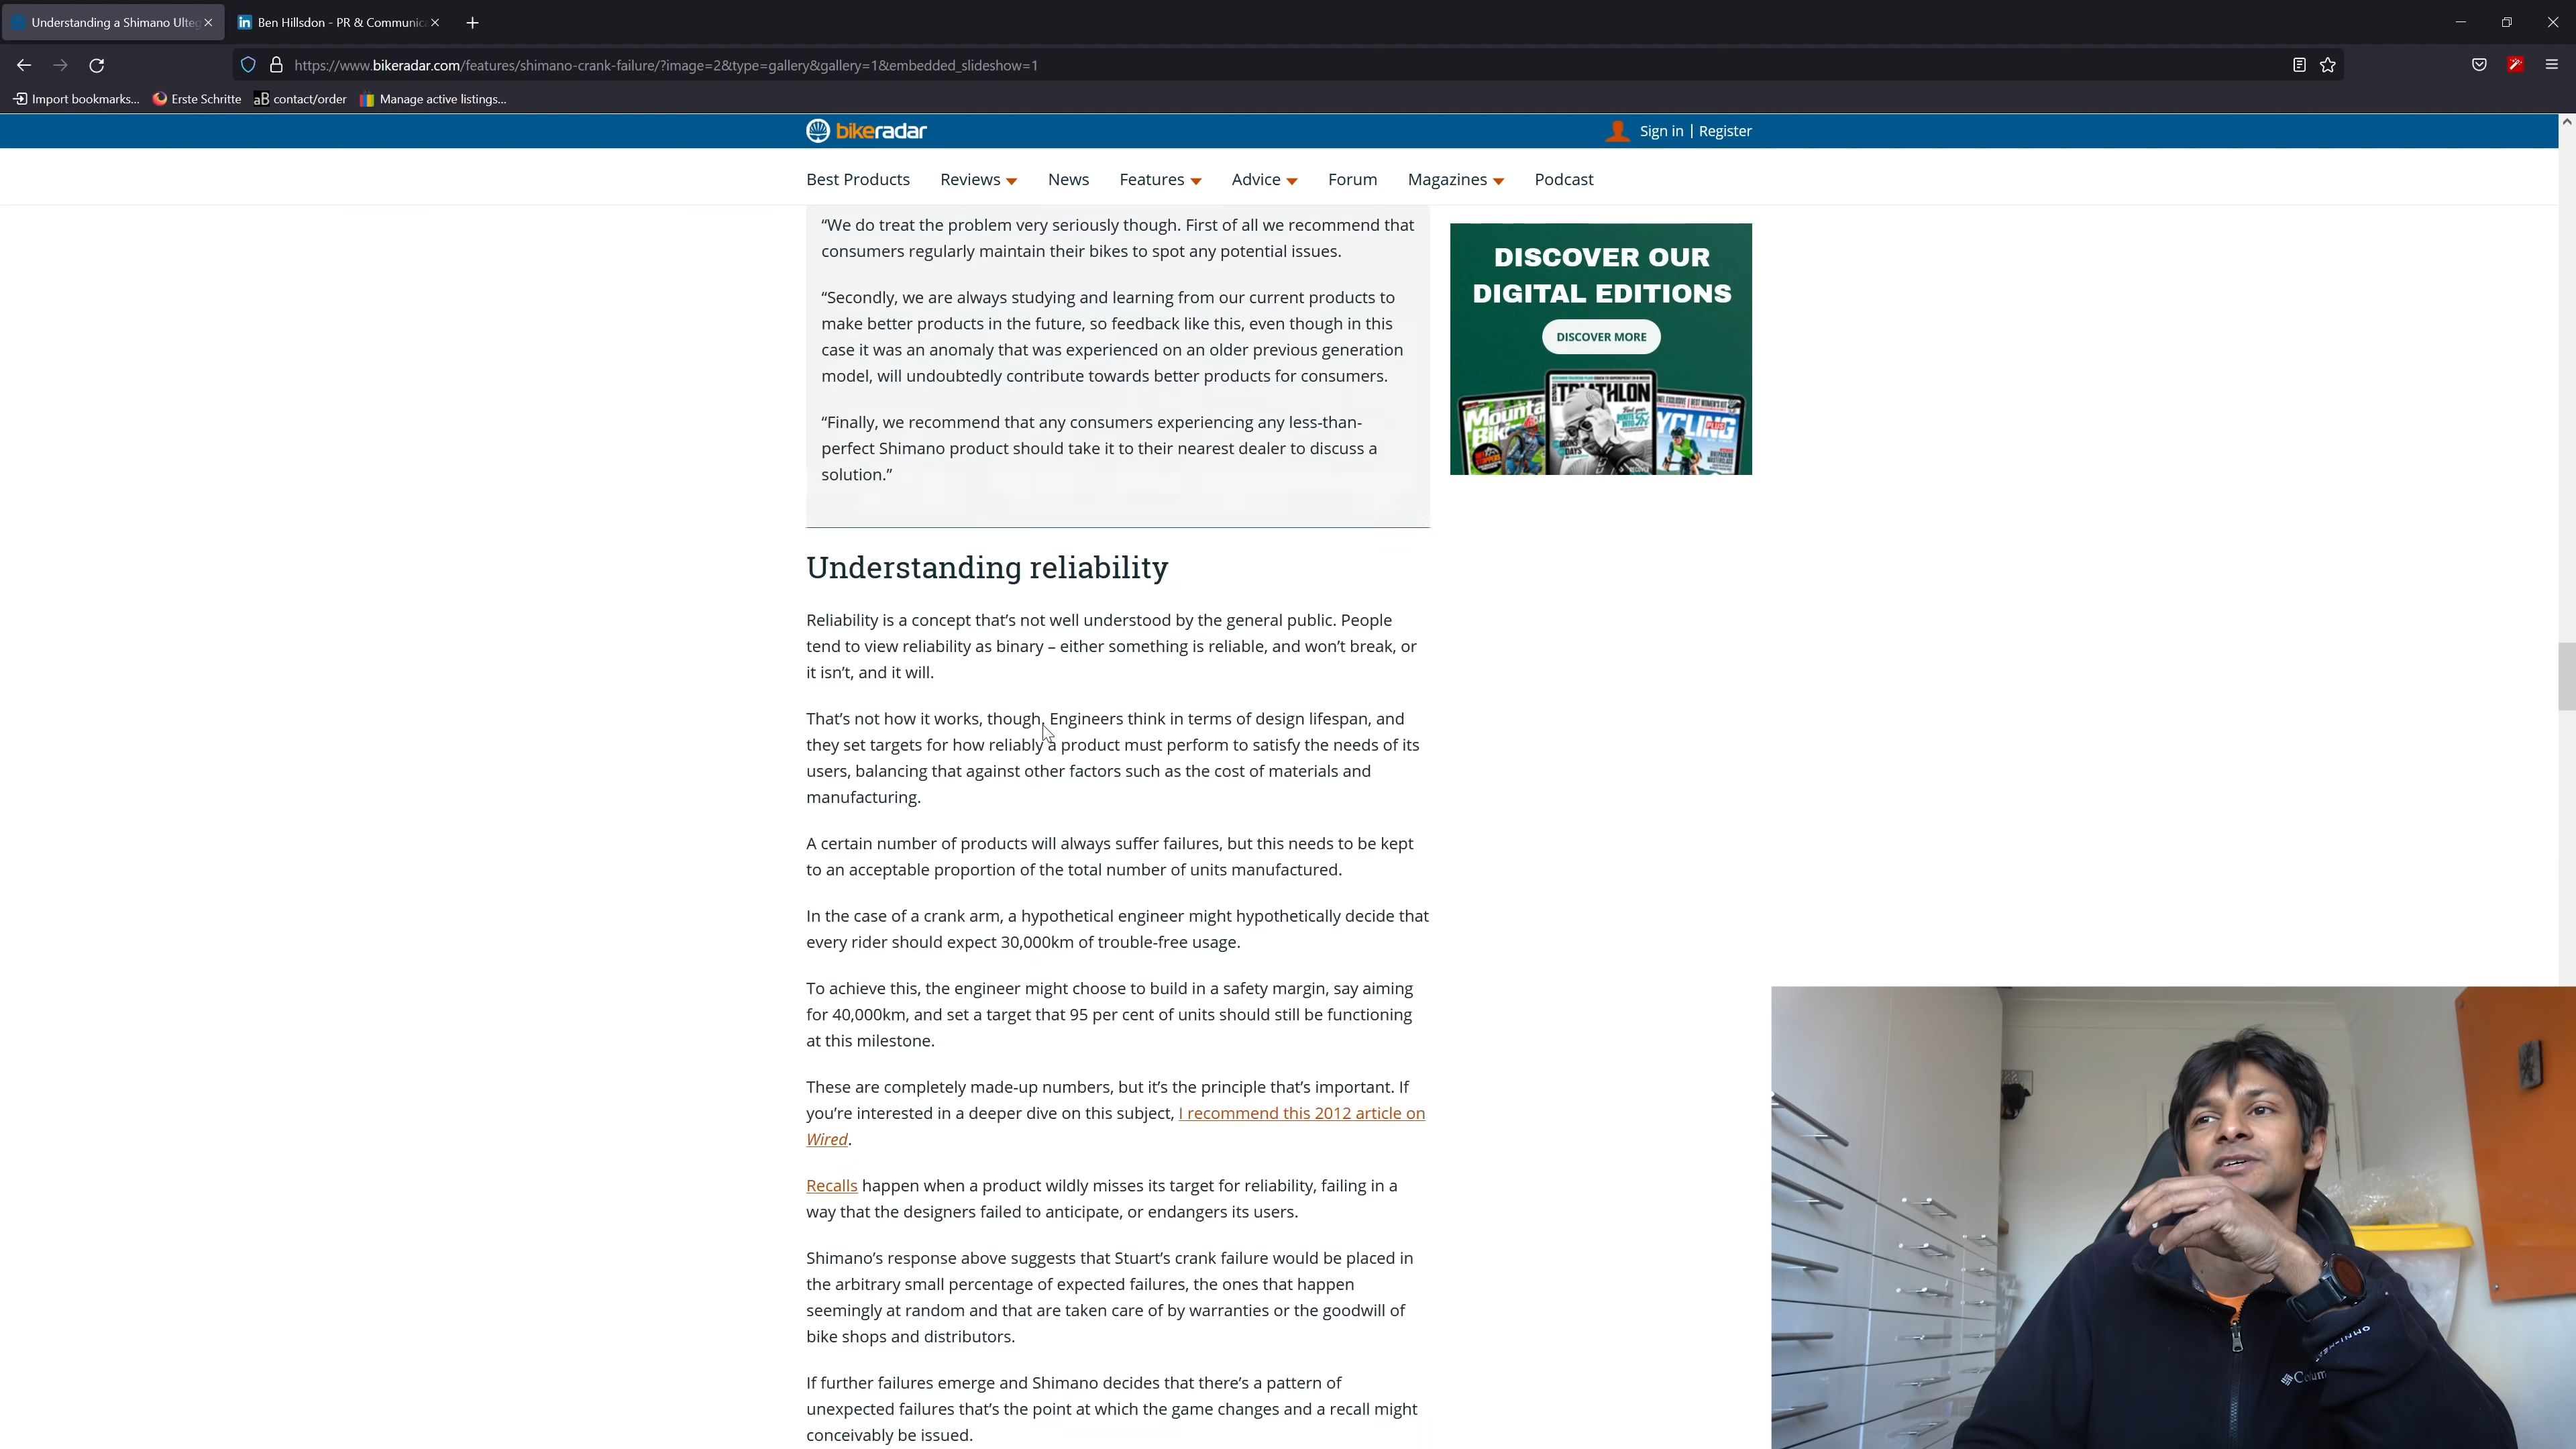 Understanding a Shimano Ulteg
Ben Hillsdon - PR & Communic
https://www.bikeradar.com/features/shimano-crank-failure/?image=2&type=gallery&gallery=1&embedded_slideshow=1
Import bookmarks...
Erste Schritte
aB contact/order
Manage active listings...
bikeradar
Sign in | Register
Best Products
Reviews
News
Features
Advice
Forum
Magazines
Podcast
“We do treat the problem very seriously though. First of all we recommend that
consumers regularly maintain their bikes to spot any potential issues.
“Secondly, we are always studying and learning from our current products to
make better products in the future, so feedback like this, even though in this
case it was an anomaly that was experienced on an older previous generation
model, will undoubtedly contribute towards better products for consumers.
“Finally, we recommend that any consumers experiencing any less-than-
perfect Shimano product should take it to their nearest dealer to discuss a
solution.”
DISCOVER OUR
DIGITAL EDITIONS
DISCOVER MORE
Understanding reliability
Reliability is a concept that’s not well understood by the general public. People
tend to view reliability as binary – either something is reliable, and won’t break, or
it isn’t, and it will.
That’s not how it works, though. Engineers think in terms of design lifespan, and
they set targets for how reliably a product must perform to satisfy the needs of its
users, balancing that against other factors such as the cost of materials and
manufacturing.
A certain number of products will always suffer failures, but this needs to be kept
to an acceptable proportion of the total number of units manufactured.
In the case of a crank arm, a hypothetical engineer might hypothetically decide that
every rider should expect 30,000km of trouble-free usage.
To achieve this, the engineer might choose to build in a safety margin, say aiming
for 40,000km, and set a target that 95 per cent of units should still be functioning
at this milestone.
These are completely made-up numbers, but it’s the principle that’s important. If
you’re interested in a deeper dive on this subject, I recommend this 2012 article on
Wired.
Recalls happen when a product wildly misses its target for reliability, failing in a
way that the designers failed to anticipate, or endangers its users.
Shimano’s response above suggests that Stuart’s crank failure would be placed in
the arbitrary small percentage of expected failures, the ones that happen
seemingly at random and that are taken care of by warranties or the goodwill of
bike shops and distributors.
If further failures emerge and Shimano decides that there’s a pattern of
unexpected failures that’s the point at which the game changes and a recall might
conceivably be issued.